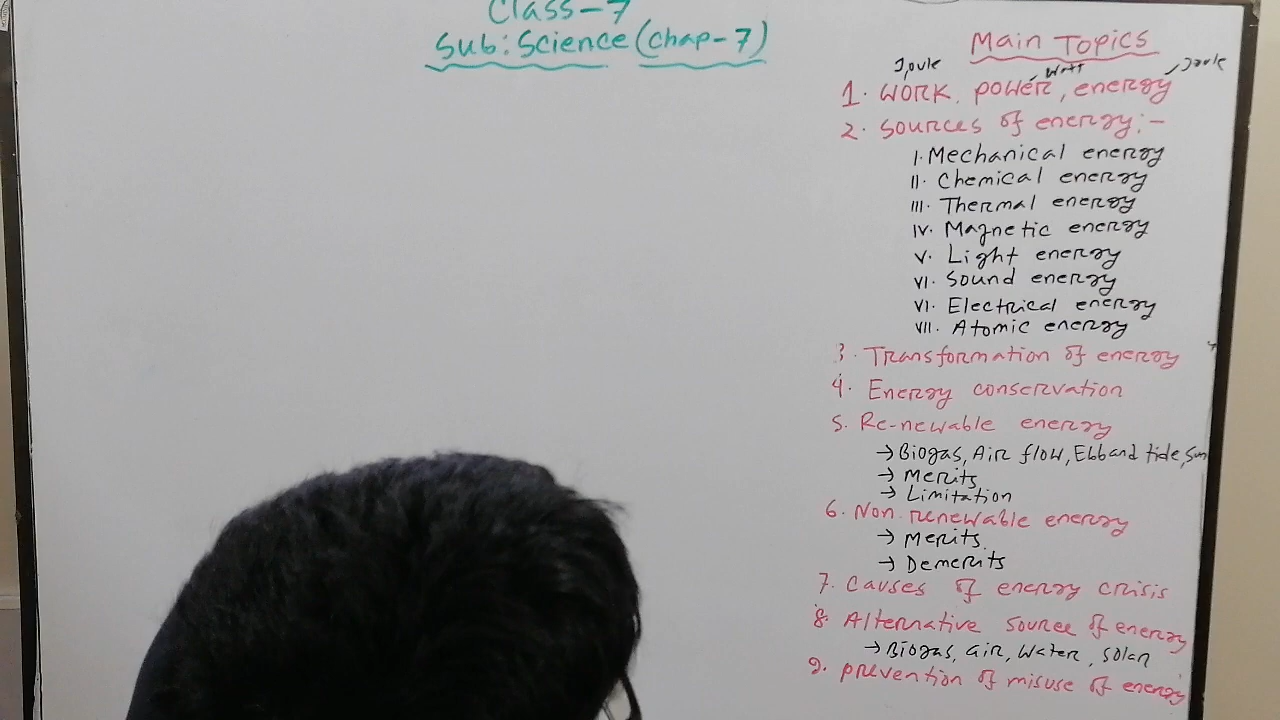 Class-7
Sub: Science (chap-7)
Main Topics
Joule Watt Joule
1. Work, power, energy
2. Sources of energy:-
I. Mechanical energy
II. Chemical energy
III. Thermal energy
IV. Magnetic energy
V. Light energy
VI. Sound energy
VI. Electrical energy
VII. Atomic energy
3. Transformation of energy
4. Energy conservation
5. Re-newable energy
→ Biogas, Air flow, Ebb and tide, sun
→ Merits
→ Limitation
6. Non renewable energy
→ Merits
→ Demerits
7. Causes of energy crisis
8. Alternative source of energy
→ Biogas, air, water, solar
9. prevention of misuse of energy